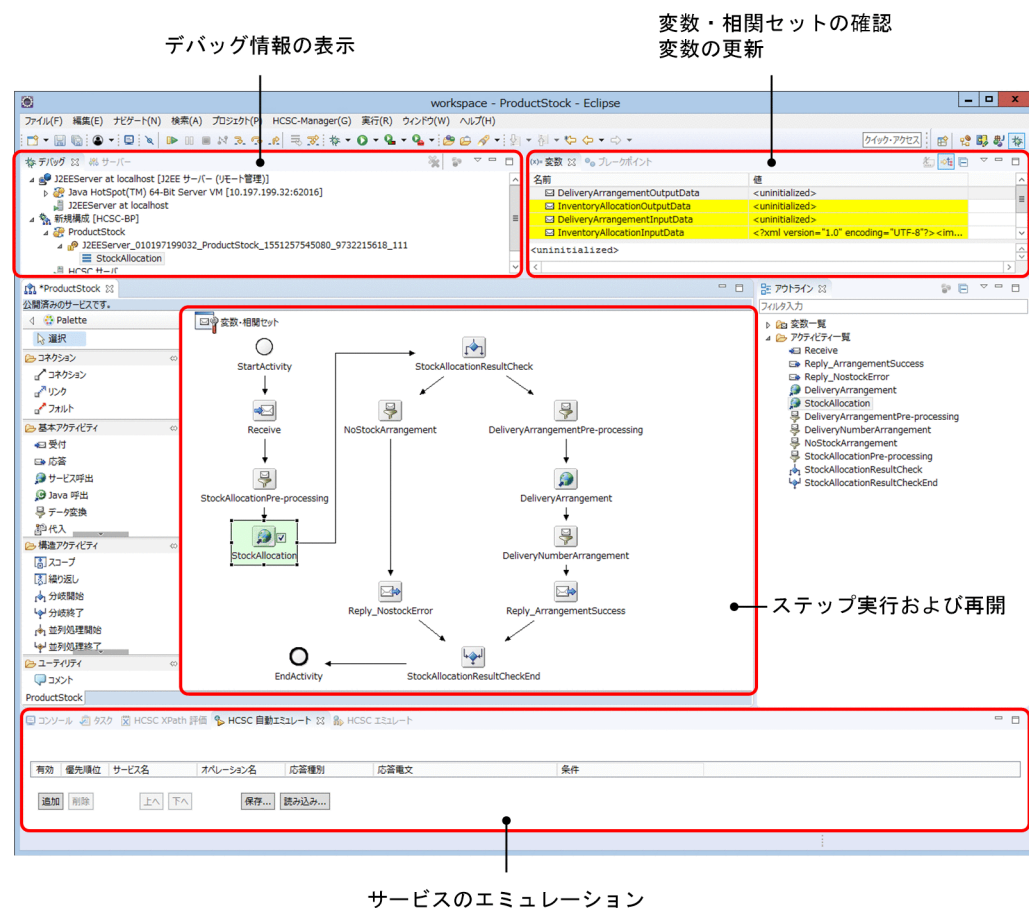 変数・相関セットの確認
変数の更新
デバッグ情報の表示
workspace - ProductStock - Eclipse
ファイル(F) 編集(E) ナビゲート(N) 検索(A) プロジェクト(P) HCSC-Manager(G) 実行(R) ウィンドウ(W) ヘルプ(H)
クイック・アクセス
デバッグ サーバー
J2EEServer at localhost [J2EE サーバー (リモート管理)]
Java HotSpot(TM) 64-Bit Server VM [10.197.199.32:62016]
J2EEServer at localhost
新規構成 [HCSC-BP]
ProductStock
J2EEServer_010197199032_ProductStock_1551257545080_9732215618_111
StockAllocation
HCSC サーバ
(x)= 変数 ブレークポイント
名前 値
DeliveryArrangementOutputData <uninitialized>
InventoryAllocationOutputData <uninitialized>
DeliveryArrangementInputData <uninitialized>
InventoryAllocationInputData <?xml version="1.0" encoding="UTF-8"?><im...
<uninitialized>
*ProductStock
公開済みのサービスです。
Palette
選択
コネクション
コネクション
リンク
フォルト
基本アクティビティ
受付
応答
サービス呼出
Java 呼出
データ変換
代入
構造アクティビティ
スコープ
繰り返し
分岐開始
分岐終了
並列処理開始
並列処理終了
ユーティリティ
コメント
ProductStock
変数・相関セット
StartActivity
StockAllocationResultCheck
Receive
NoStockArrangement
DeliveryArrangementPre-processing
StockAllocationPre-processing
DeliveryArrangement
StockAllocation
DeliveryNumberArrangement
Reply_NostockError
Reply_ArrangementSuccess
EndActivity
StockAllocationResultCheckEnd
アウトライン
フィルタ入力
変数一覧
アクティビティ一覧
Receive
Reply_ArrangementSuccess
Reply_NostockError
DeliveryArrangement
StockAllocation
DeliveryArrangementPre-processing
DeliveryNumberArrangement
NoStockArrangement
StockAllocationPre-processing
StockAllocationResultCheck
StockAllocationResultCheckEnd
ステップ実行および再開
コンソール タスク HCSC XPath 評価 HCSC 自動エミュレート HCSC エミュレート
有効 優先順位 サービス名 オペレーション名 応答種別 応答電文 条件
追加 削除 上へ 下へ 保存... 読み込み...
サービスのエミュレーション